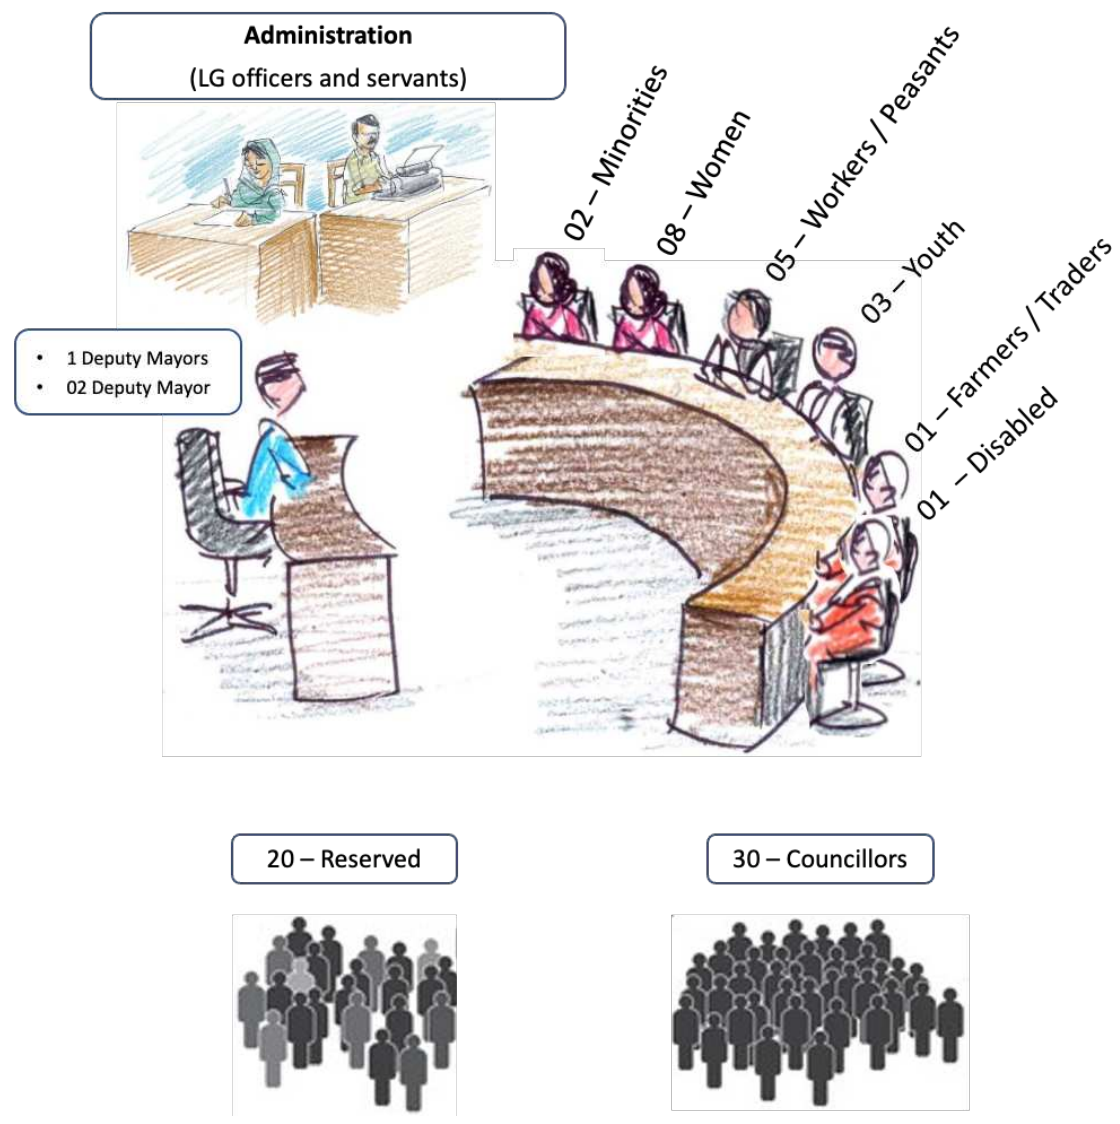 Administration
(LG officers and servants)
02 – Minorities
08 – Women
05 – Workers / Peasants
03 – Youth
01 – Farmers / Traders
01 – Disabled
• 1 Deputy Mayors
• 02 Deputy Mayor
20 – Reserved
30 – Councillors